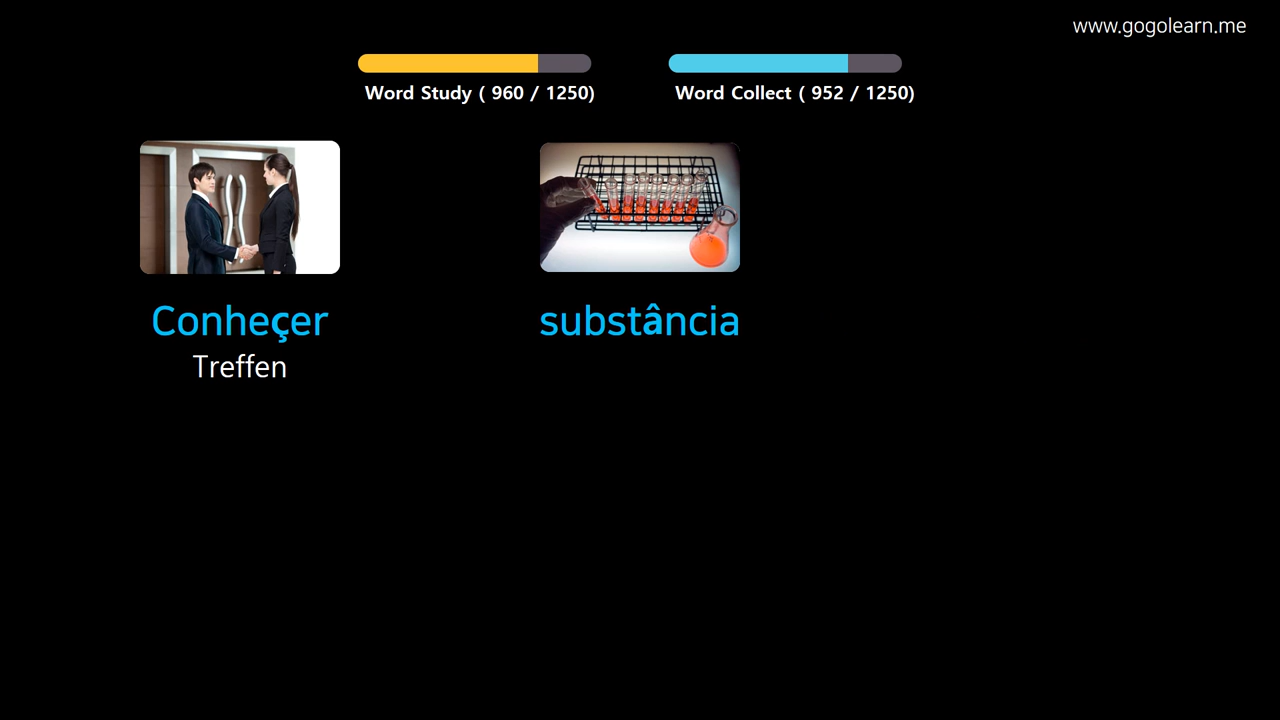 www.gogolearn.me
Word Study ( 960 / 1250)
Word Collect ( 952 / 1250)
Conheçer
Treffen
substância